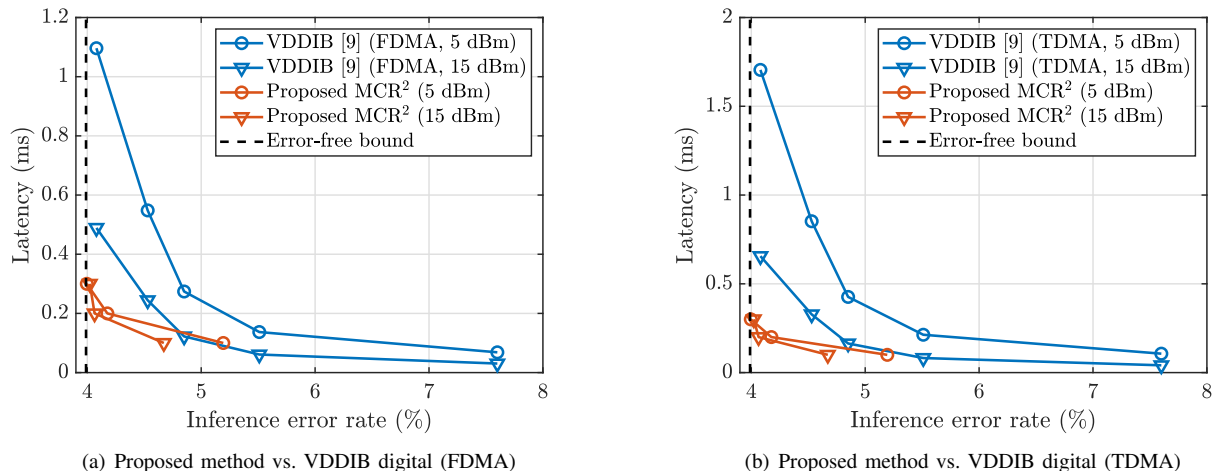 1.2
1
0.8
0.6
0.4
0.2
0
4
5
6
7
8
Latency (ms)
Inference error rate (%)
VDDIB [9] (FDMA, 5 dBm)
VDDIB [9] (FDMA, 15 dBm)
Proposed MCR² (5 dBm)
Proposed MCR² (15 dBm)
Error-free bound
(a) Proposed method vs. VDDIB digital (FDMA)
2
1.5
1
0.5
0
4
5
6
7
8
Latency (ms)
Inference error rate (%)
VDDIB [9] (TDMA, 5 dBm)
VDDIB [9] (TDMA, 15 dBm)
Proposed MCR² (5 dBm)
Proposed MCR² (15 dBm)
Error-free bound
(b) Proposed method vs. VDDIB digital (TDMA)